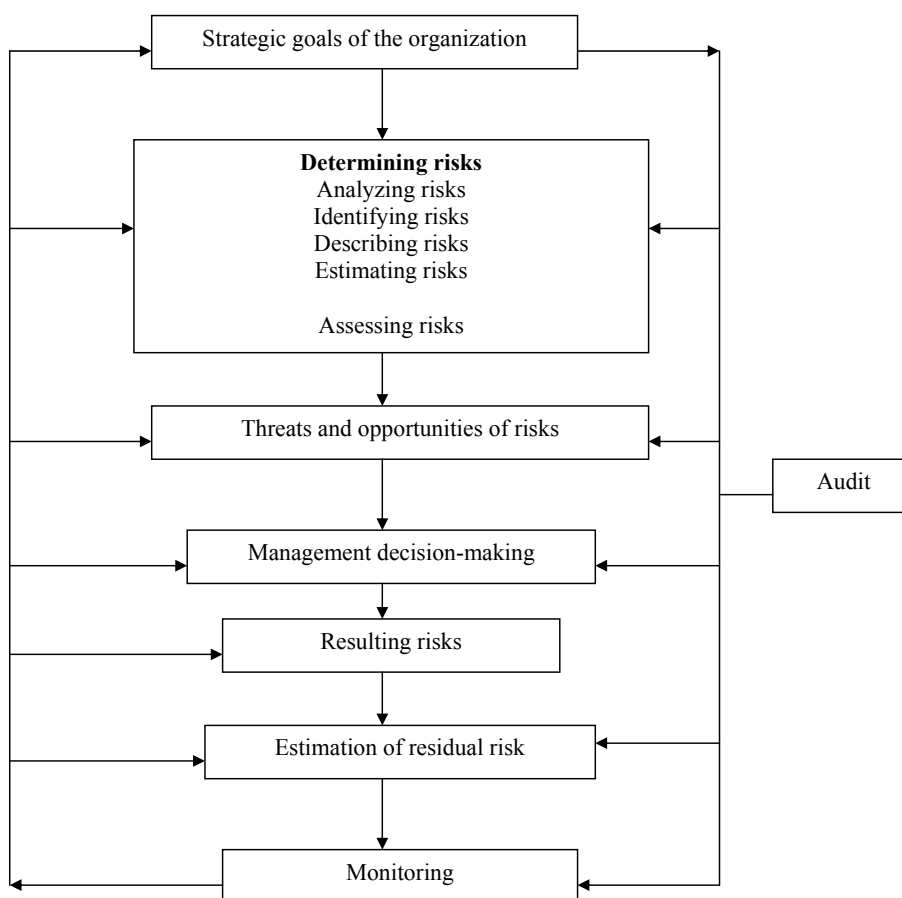 Strategic goals of the organization
Determining risks
Analyzing risks
Identifying risks
Describing risks
Estimating risks
Assessing risks
Threats and opportunities of risks
Audit
Management decision-making
Resulting risks
Estimation of residual risk
Monitoring